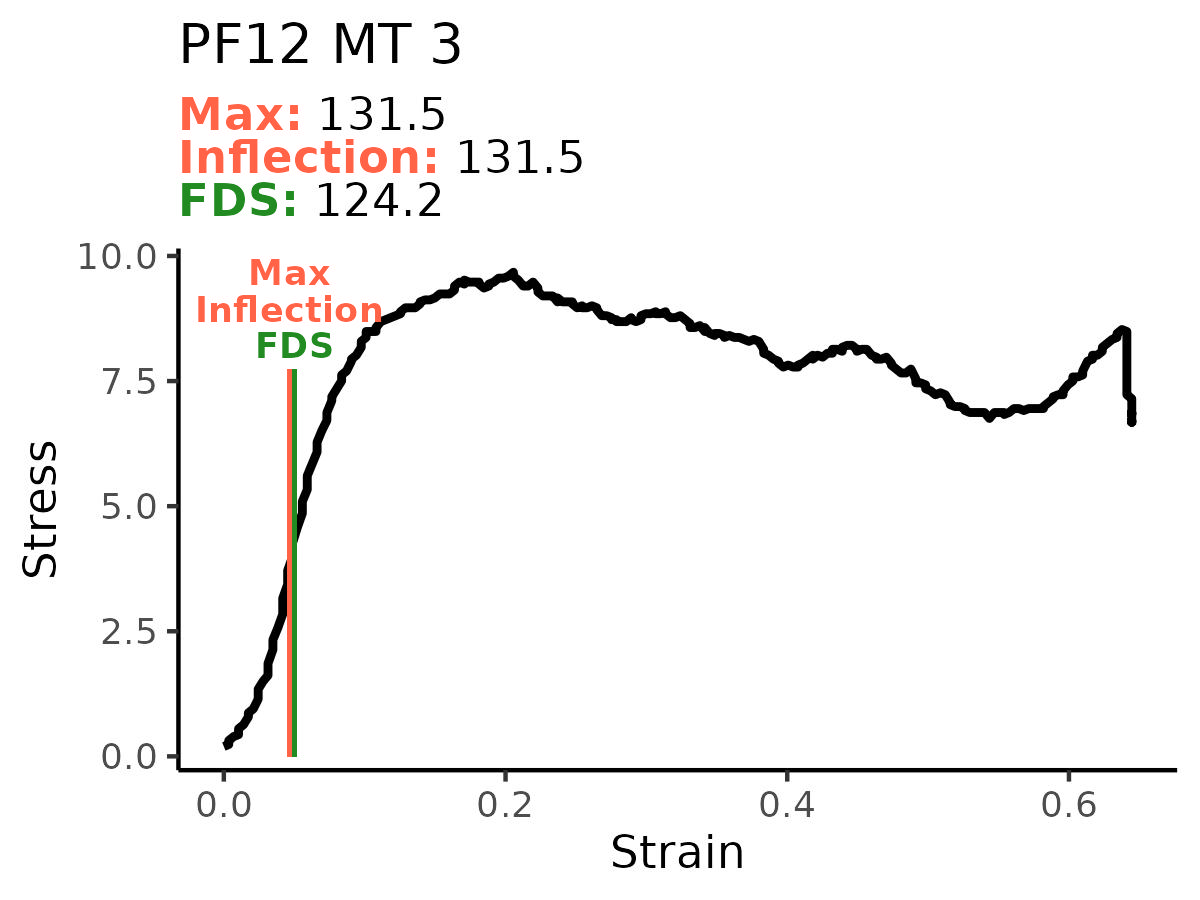 PF12 MT 3
Max: 131.5
Inflection: 131.5
FDS: 124.2
10.0
7.5
5.0
2.5
0.0
Stress
Max
Inflection
FDS
0.0 0.2 0.4 0.6
Strain